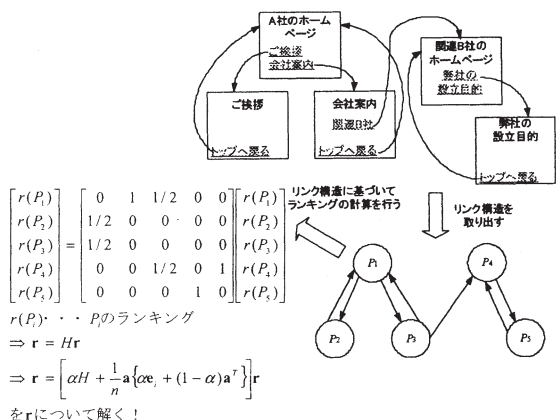 A社のホーム
ページ
ご挨拶
会社案内
関連B社の
ホームページ
弊社の
設立目的
ご挨拶
トップへ戻る
会社案内
関連B社
トップへ戻る
弊社の
設立目的
トップへ戻る
リンク構造に基づいて
ランキングの計算を行う
リンク構造を
取り出す
P1
P2
P3
P4
P5
[r(P₁) r(P₂) r(P₃) r(P₄) r(P₅)] = [
0 1 1/2 0 0
1/2 0 0 0 0
1/2 0 0 0 0
0 0 1/2 0 1
0 0 0 1 0
] [r(P₁) r(P₂) r(P₃) r(P₄) r(P₅)]
r(Pᵢ)・・・Pᵢのランキング
⇒ r = Hr
⇒ r = [αH + 1/n a{αeᵢ + (1-α)aᵀ}]r
をrについて解く！